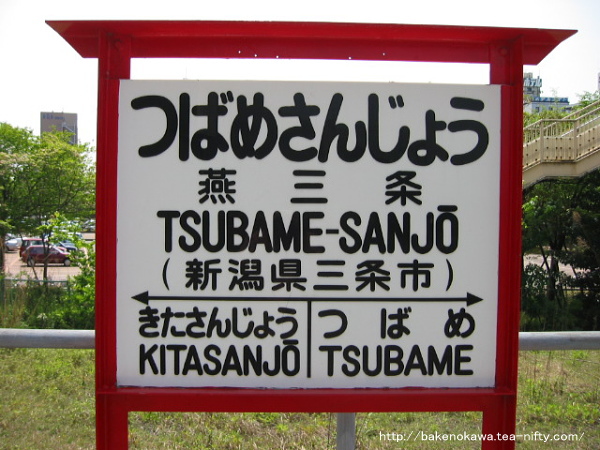 つばめさんじょう
燕三条
TSUBAME-SANJŌ
(新潟県三条市)
きたさんじょう つばめ
KITASANJŌ TSUBAME
http://bakenokawa.tea-nifty.com/